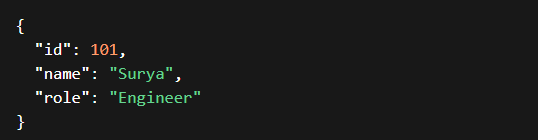 {
  "id": 101,
  "name": "Surya",
  "role": "Engineer"
}